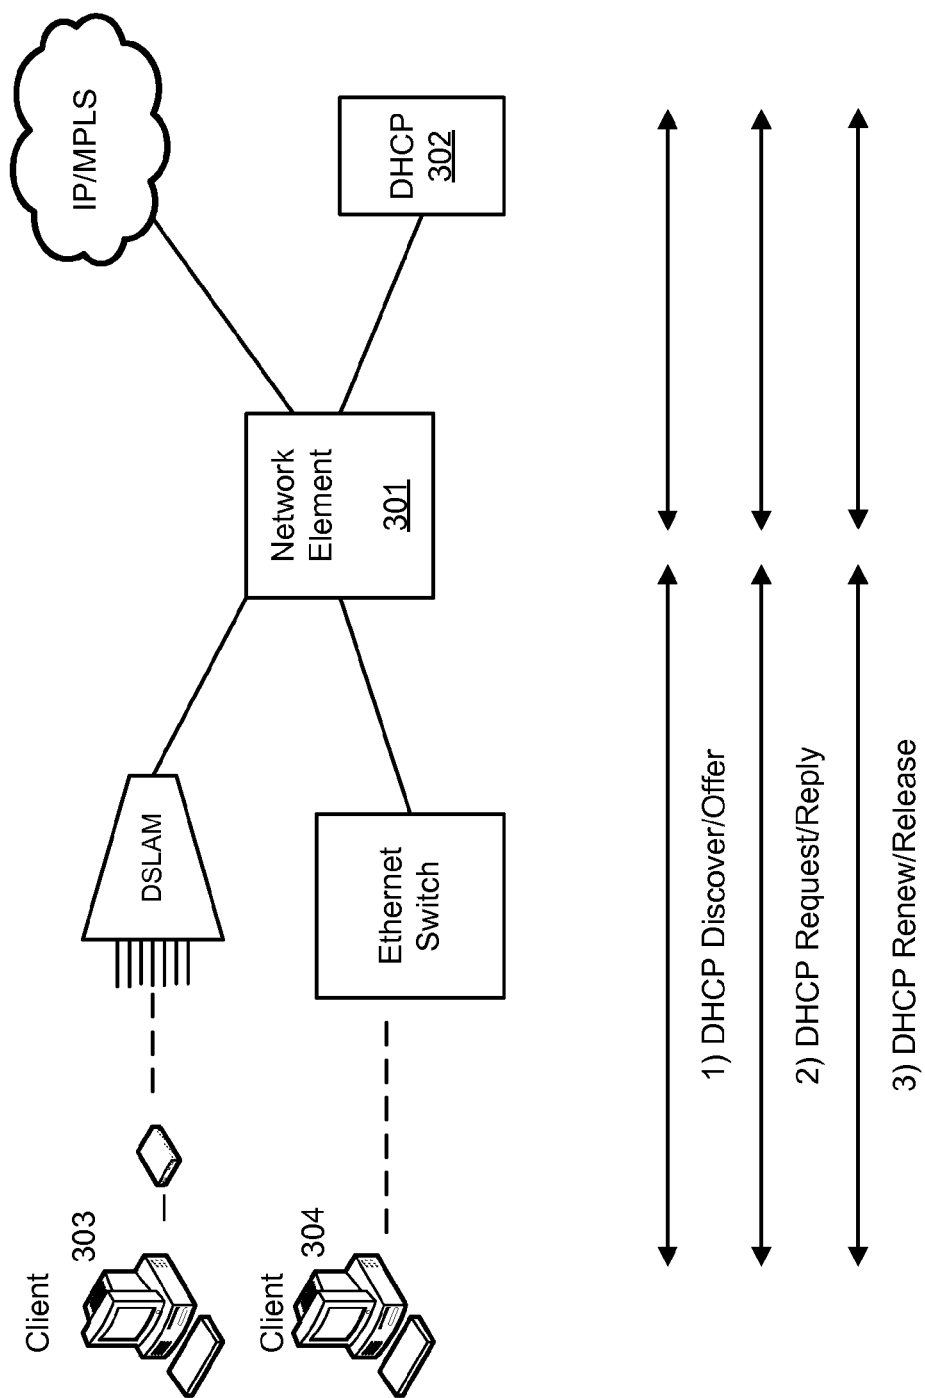 Client
303
Client
304
DSLAM
Ethernet
Switch
Network
Element
301
IP/MPLS
DHCP
302
1) DHCP Discover/Offer
2) DHCP Request/Reply
3) DHCP Renew/Release